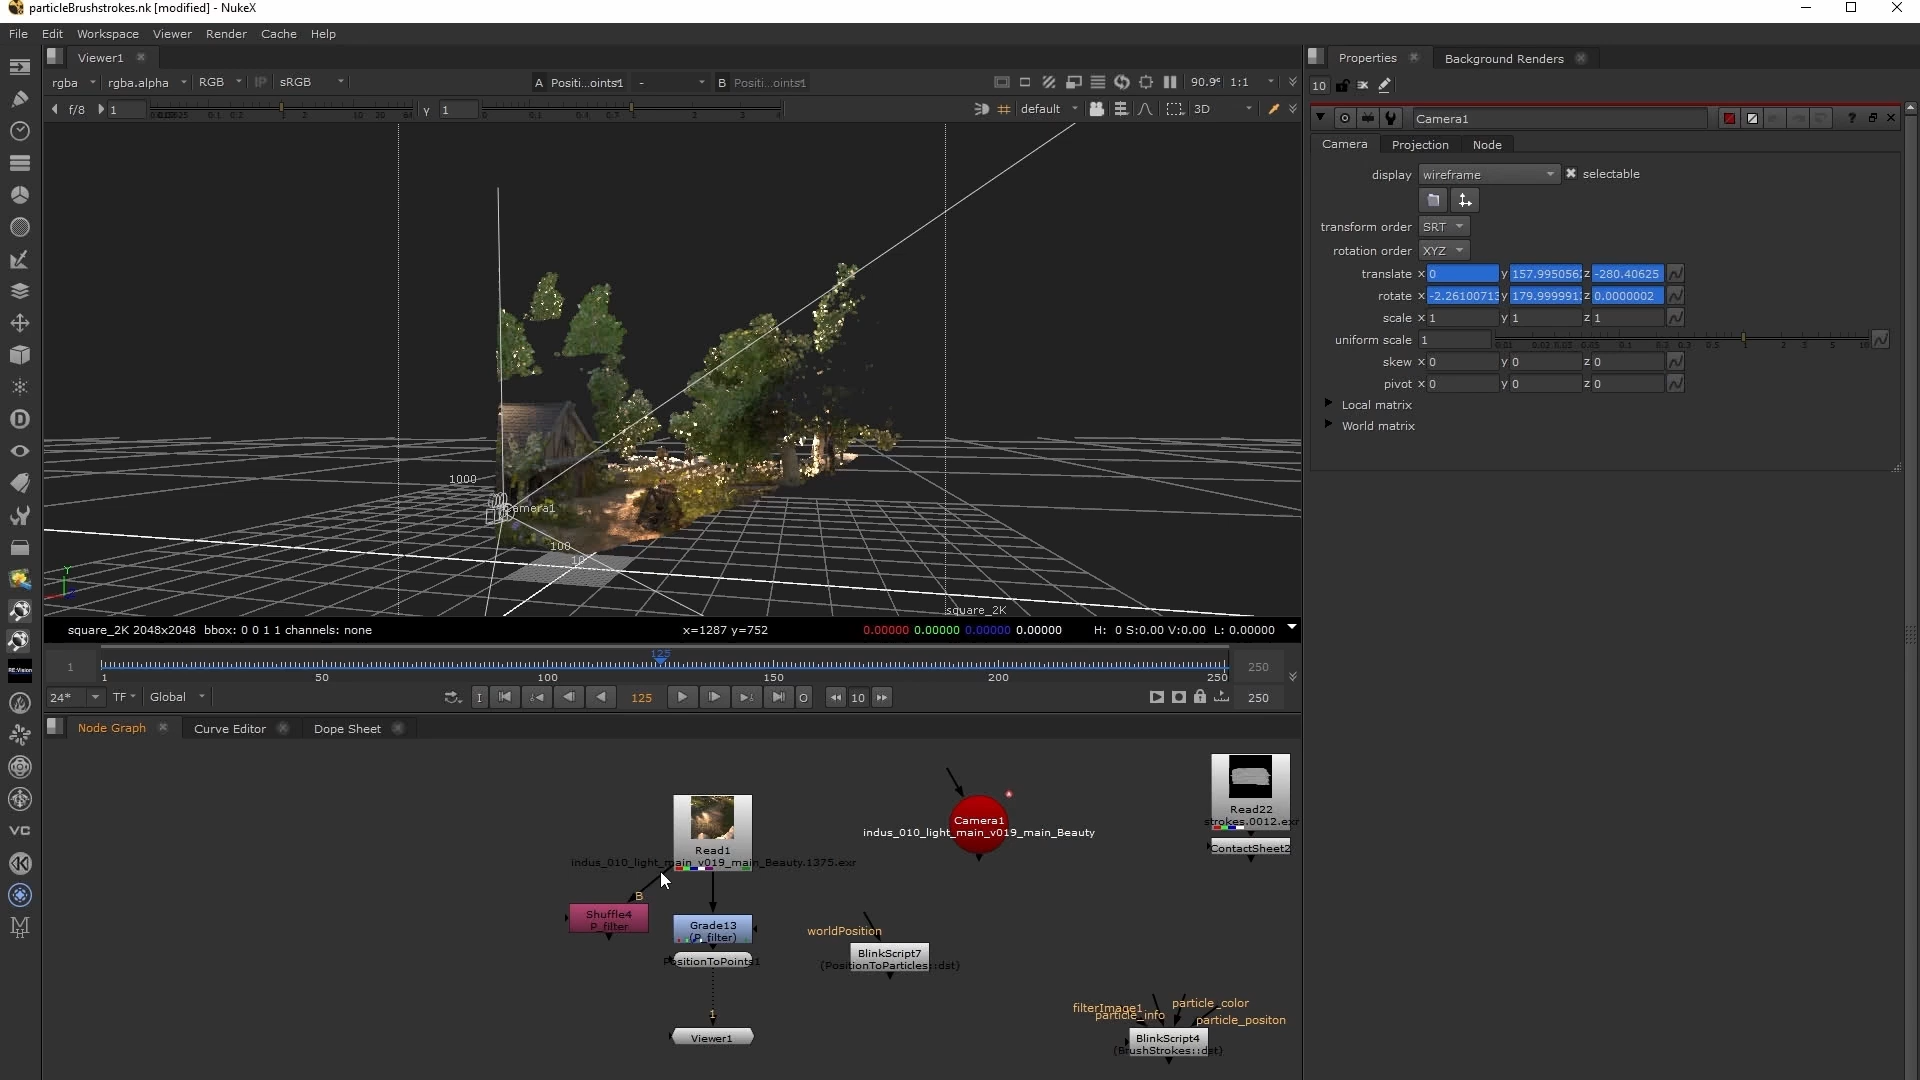 particleBrushstrokes.nk [modified] - NukeX
File Edit Workspace Viewer Render Cache Help
Viewer1
rgba rgba.alpha RGB IP sRGB A Positi...oints1 - B Positi...oints1 90.9% 1:1
f/8 1 Y 1 default 3D
1000
Camera1
100
10
Y
square_2K
square_2K 2048x2048 bbox: 0 0 1 1 channels: none x=1287 y=752 0.00000 0.00000 0.00000 0.00000 H: 0 S:0.00 V:0.00 L: 0.00000
1 125 250
1 50 100 150 200 250
24* TF Global I 125 O 10 250
Node Graph Curve Editor Dope Sheet
Read1
indus_010_light_main_v019_main_Beauty.1375.exr
B
Shuffle4
P_filter
Grade13
(P_filter)
PositionToPoints1
1
Viewer1
Camera1
indus_010_light_main_v019_main_Beauty
worldPosition
BlinkScript7
(PositionToParticles::dst)
Read22
strokes.0012.exr
ContactSheet2
filterImage1
particle_info
particle_color
particle_positon
BlinkScript4
(BrushStrokes::dst)
VC
Properties Background Renders
10
Camera1
Camera Projection Node
display wireframe selectable
transform order SRT
rotation order XYZ
translate x 0 y 157.9950562 z -280.40625
rotate x -2.26100713 y 179.9999913 z 0.0000002
scale x 1 y 1 z 1
uniform scale 1
skew x 0 y 0 z 0
pivot x 0 y 0 z 0
Local matrix
World matrix